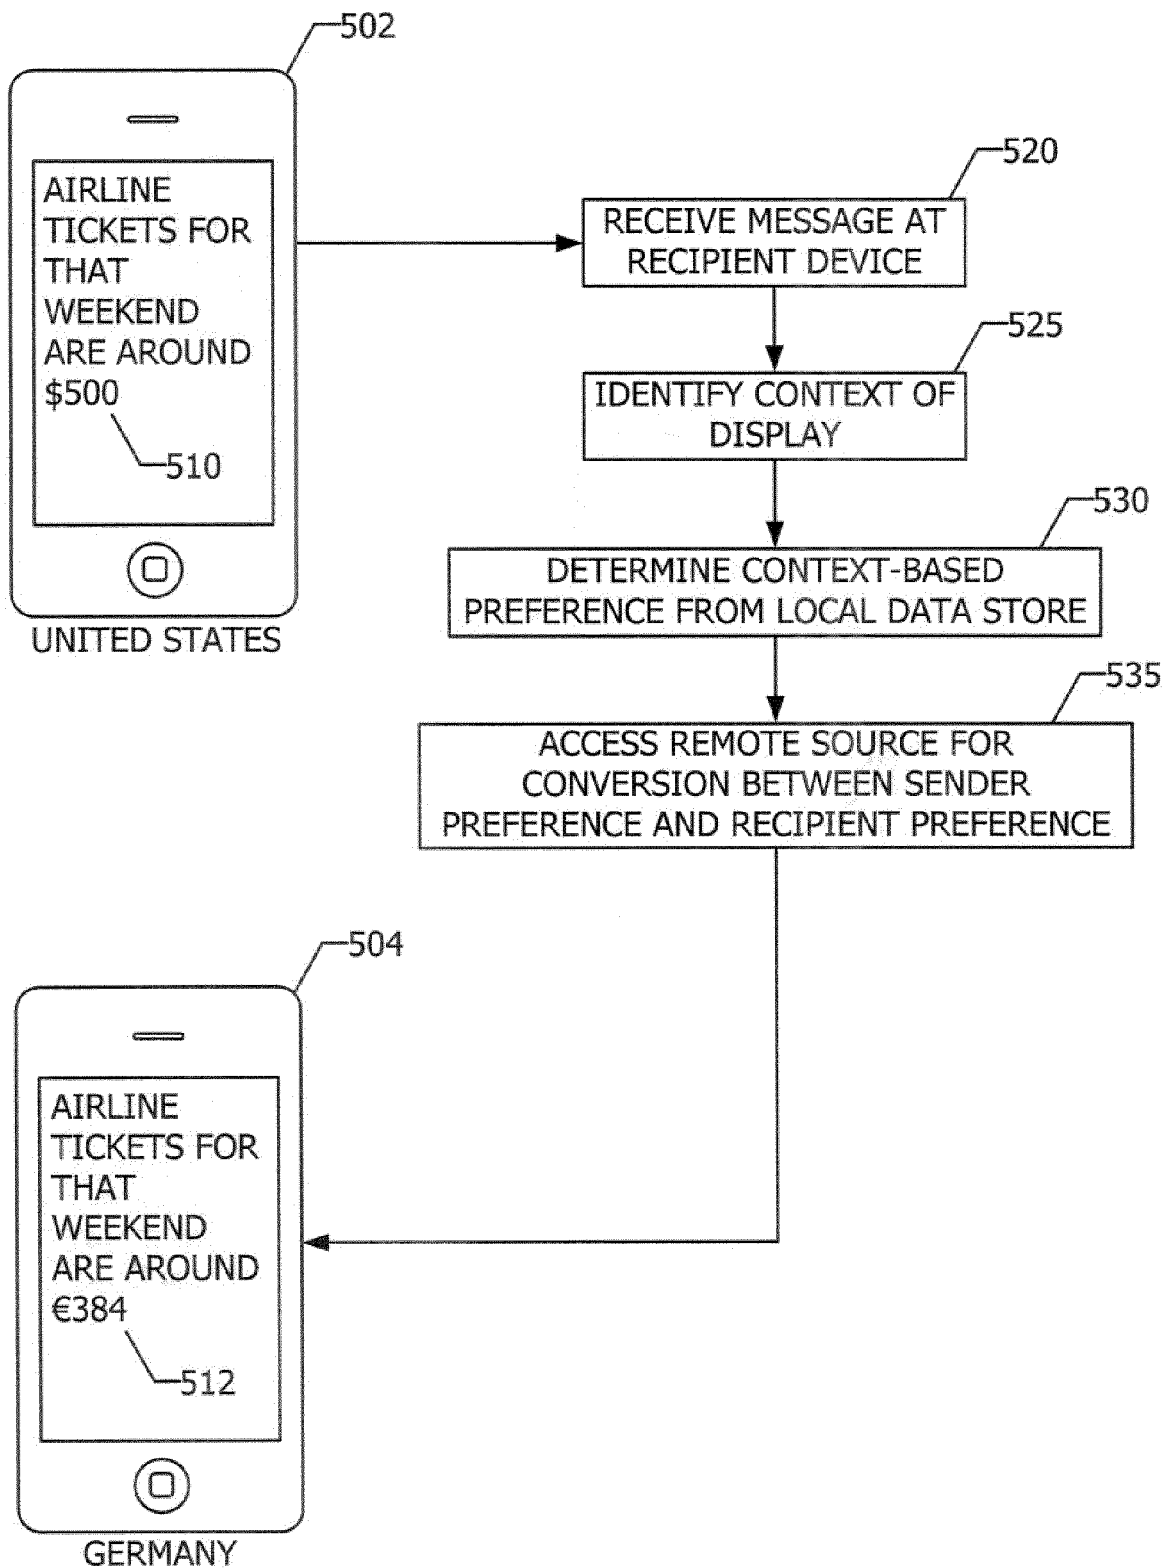 502
AIRLINE
TICKETS FOR
THAT
WEEKEND
ARE AROUND
$500
510
UNITED STATES
520
RECEIVE MESSAGE AT
RECIPIENT DEVICE
525
IDENTIFY CONTEXT OF
DISPLAY
530
DETERMINE CONTEXT-BASED
PREFERENCE FROM LOCAL DATA STORE
535
ACCESS REMOTE SOURCE FOR
CONVERSION BETWEEN SENDER
PREFERENCE AND RECIPIENT PREFERENCE
504
AIRLINE
TICKETS FOR
THAT
WEEKEND
ARE AROUND
€384
512
GERMANY